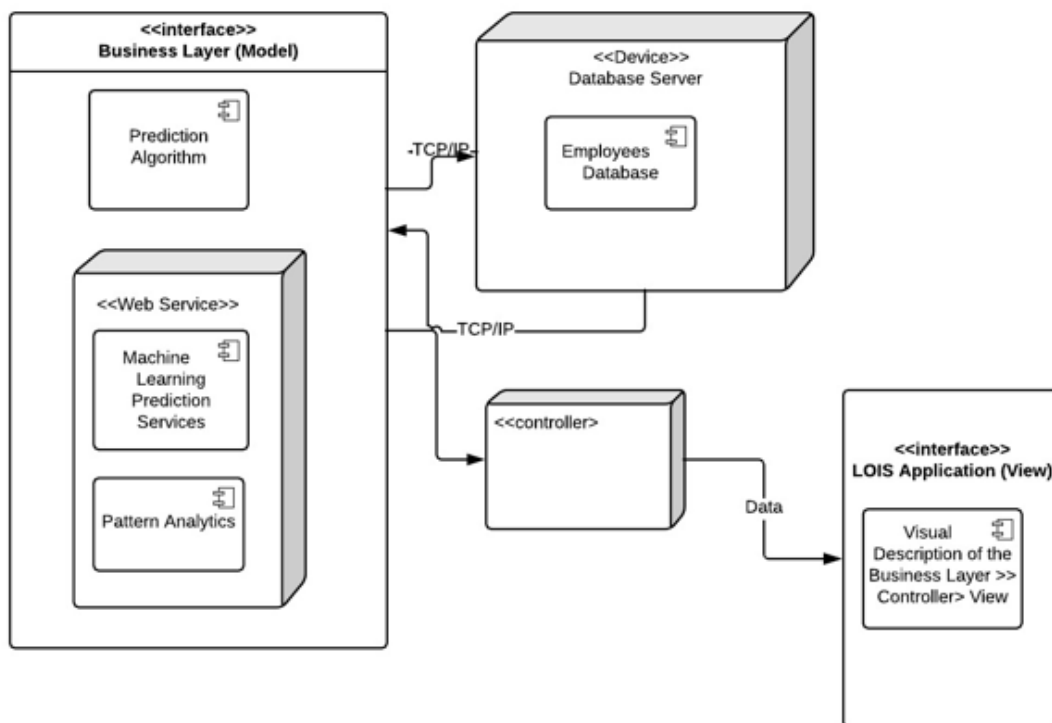 <<interface>>
Business Layer (Model)
Prediction
Algorithm
<<Web Service>>
Machine
Learning
Prediction
Services
Pattern Analytics
-TCP/IP-
<<Device>>
Database Server
Employees
Database
TCP/IP
<<controller>
Data
<<interface>>
LOIS Application (View)
Visual
Description of the
Business Layer >>
Controller> View